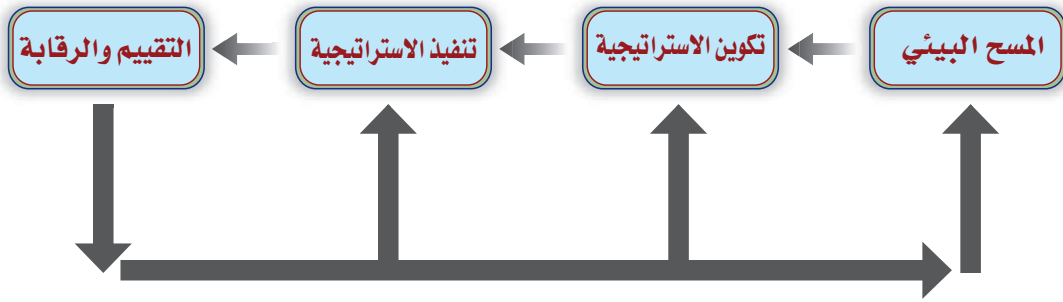 المسح البيئي
تكوين الاستراتيجية
تنفيذ الاستراتيجية
التقييم والرقابة